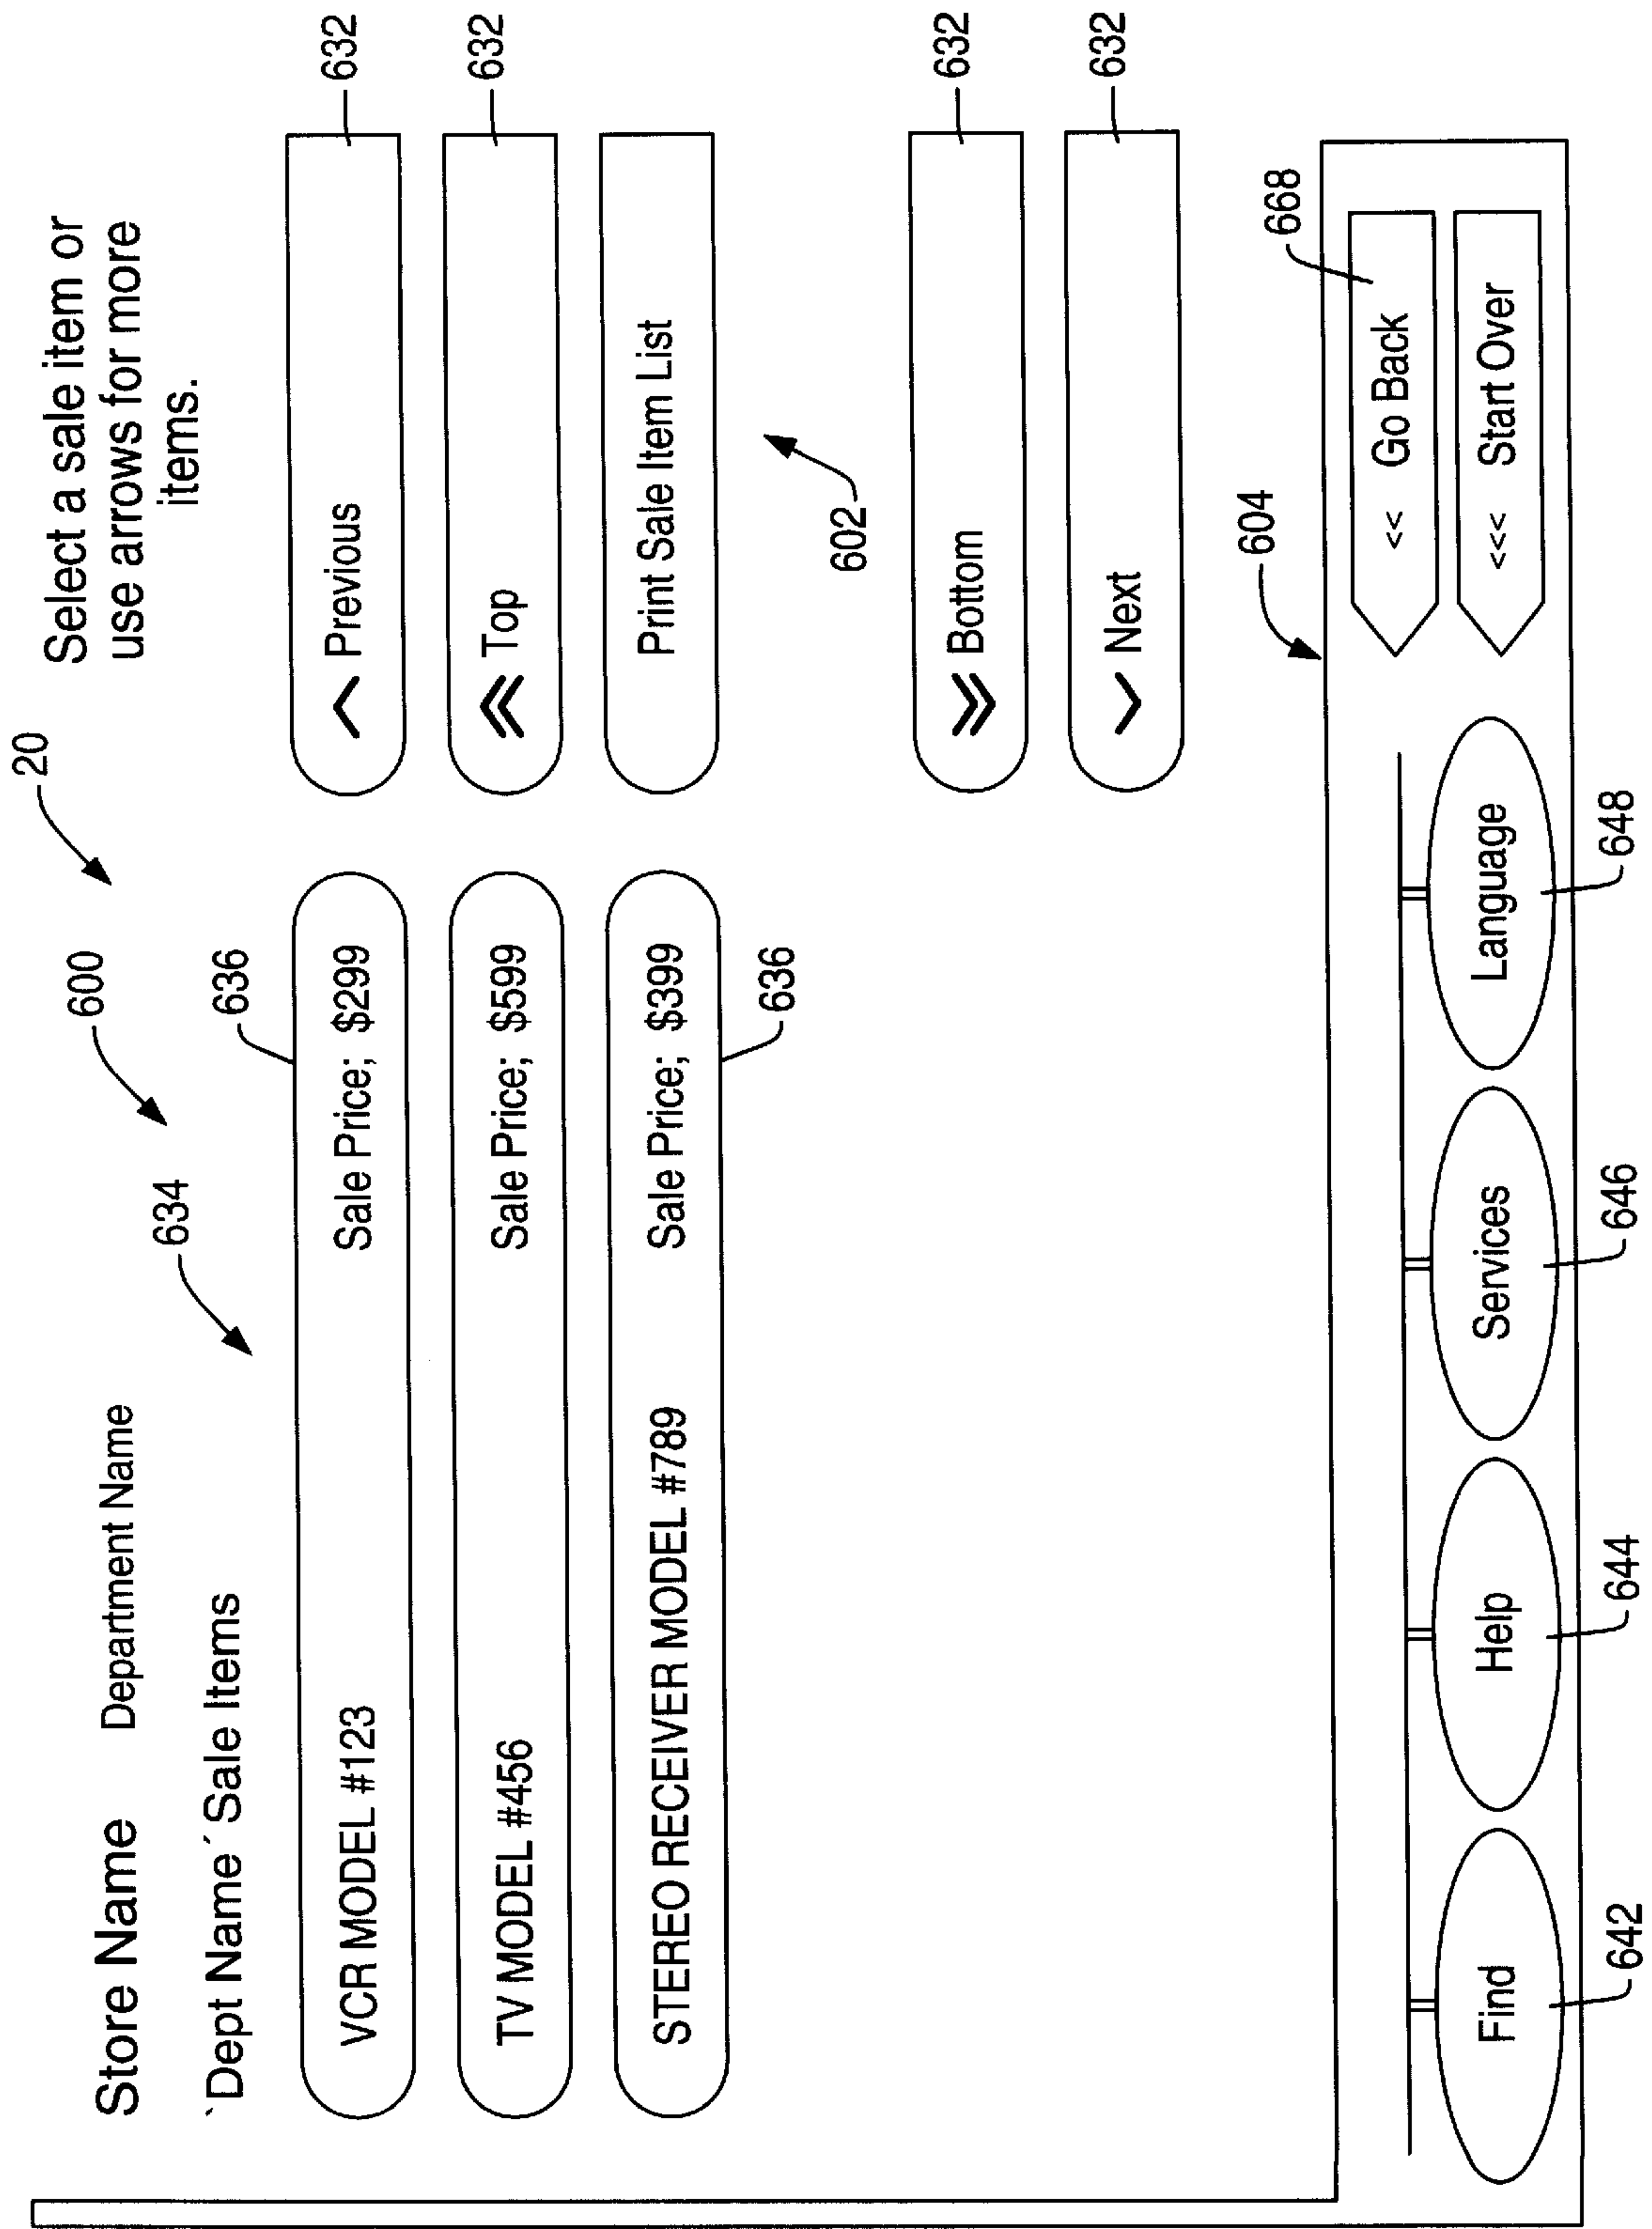 20
600
634
Store Name Department Name
Select a sale item or
use arrows for more
items.
`Dept Name´ Sale Items
636
VCR MODEL #123 Sale Price; $299
Previous
632
TV MODEL #456 Sale Price; $599
Top
632
STEREO RECEIVER MODEL #789 Sale Price; $399
Print Sale Item List
636
602
Bottom
632
Next
632
604
668
<< Go Back
<<< Start Over
Find Help Services Language
642 644 646 648